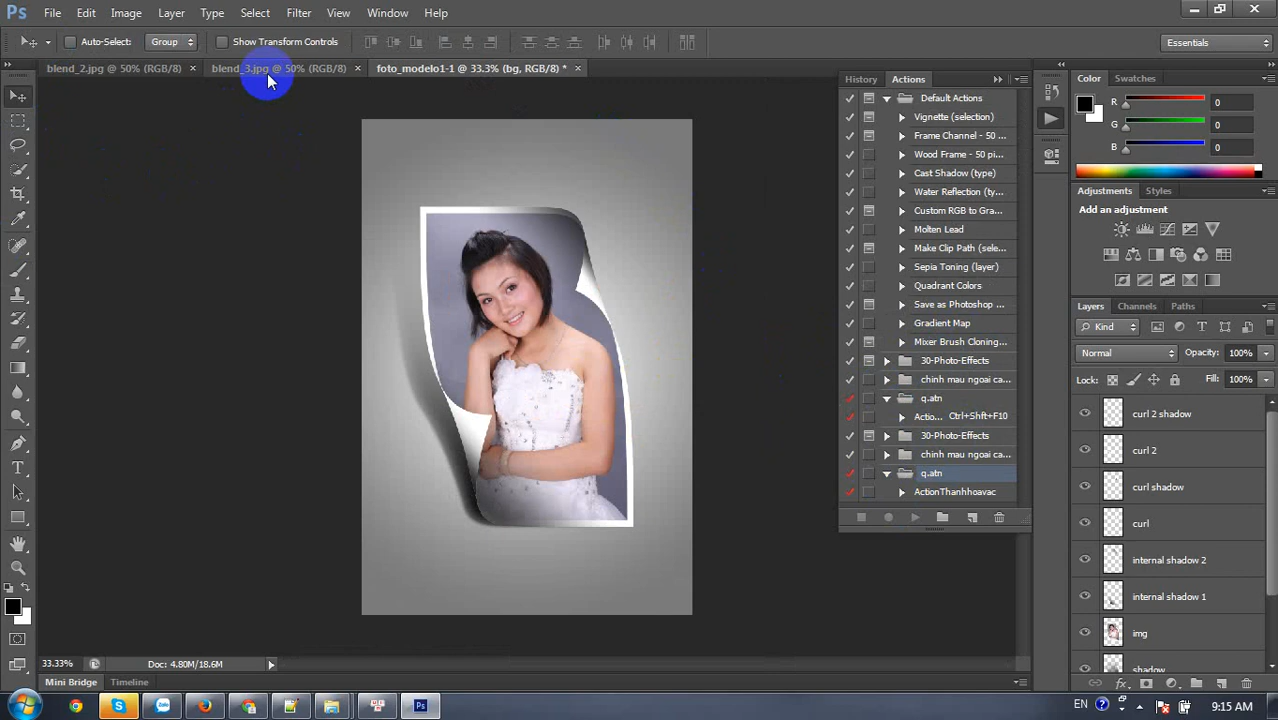 Ps File Edit Image Layer Type Select Filter View Window Help
Auto-Select: Group Show Transform Controls Essentials
blend_2.jpg @ 50% (RGB/8) × blend_3.jpg @ 50% (RGB/8) × foto_modelo1-1 @ 33.3% (bg, RGB/8) * ×
History Actions
Default Actions
Vignette (selection)
Frame Channel - 50 ...
Wood Frame - 50 pi...
Cast Shadow (type)
Water Reflection (ty...
Custom RGB to Gra...
Molten Lead
Make Clip Path (sele...
Sepia Toning (layer)
Quadrant Colors
Save as Photoshop ...
Gradient Map
Mixer Brush Cloning...
30-Photo-Effects
chinh mau ngoai ca...
q.atn
Actio... Ctrl+Shft+F10
30-Photo-Effects
chinh mau ngoai ca...
q.atn
ActionThanhhoavac
Color Swatches
R 0
G 0
B 0
Adjustments Styles
Add an adjustment
Layers Channels Paths
Kind
Normal Opacity: 100%
Lock: Fill: 100%
curl 2 shadow
curl 2
curl shadow
curl
internal shadow 2
internal shadow 1
img
shadow
33.33% Doc: 4.80M/18.6M
Mini Bridge Timeline
EN 9:15 AM